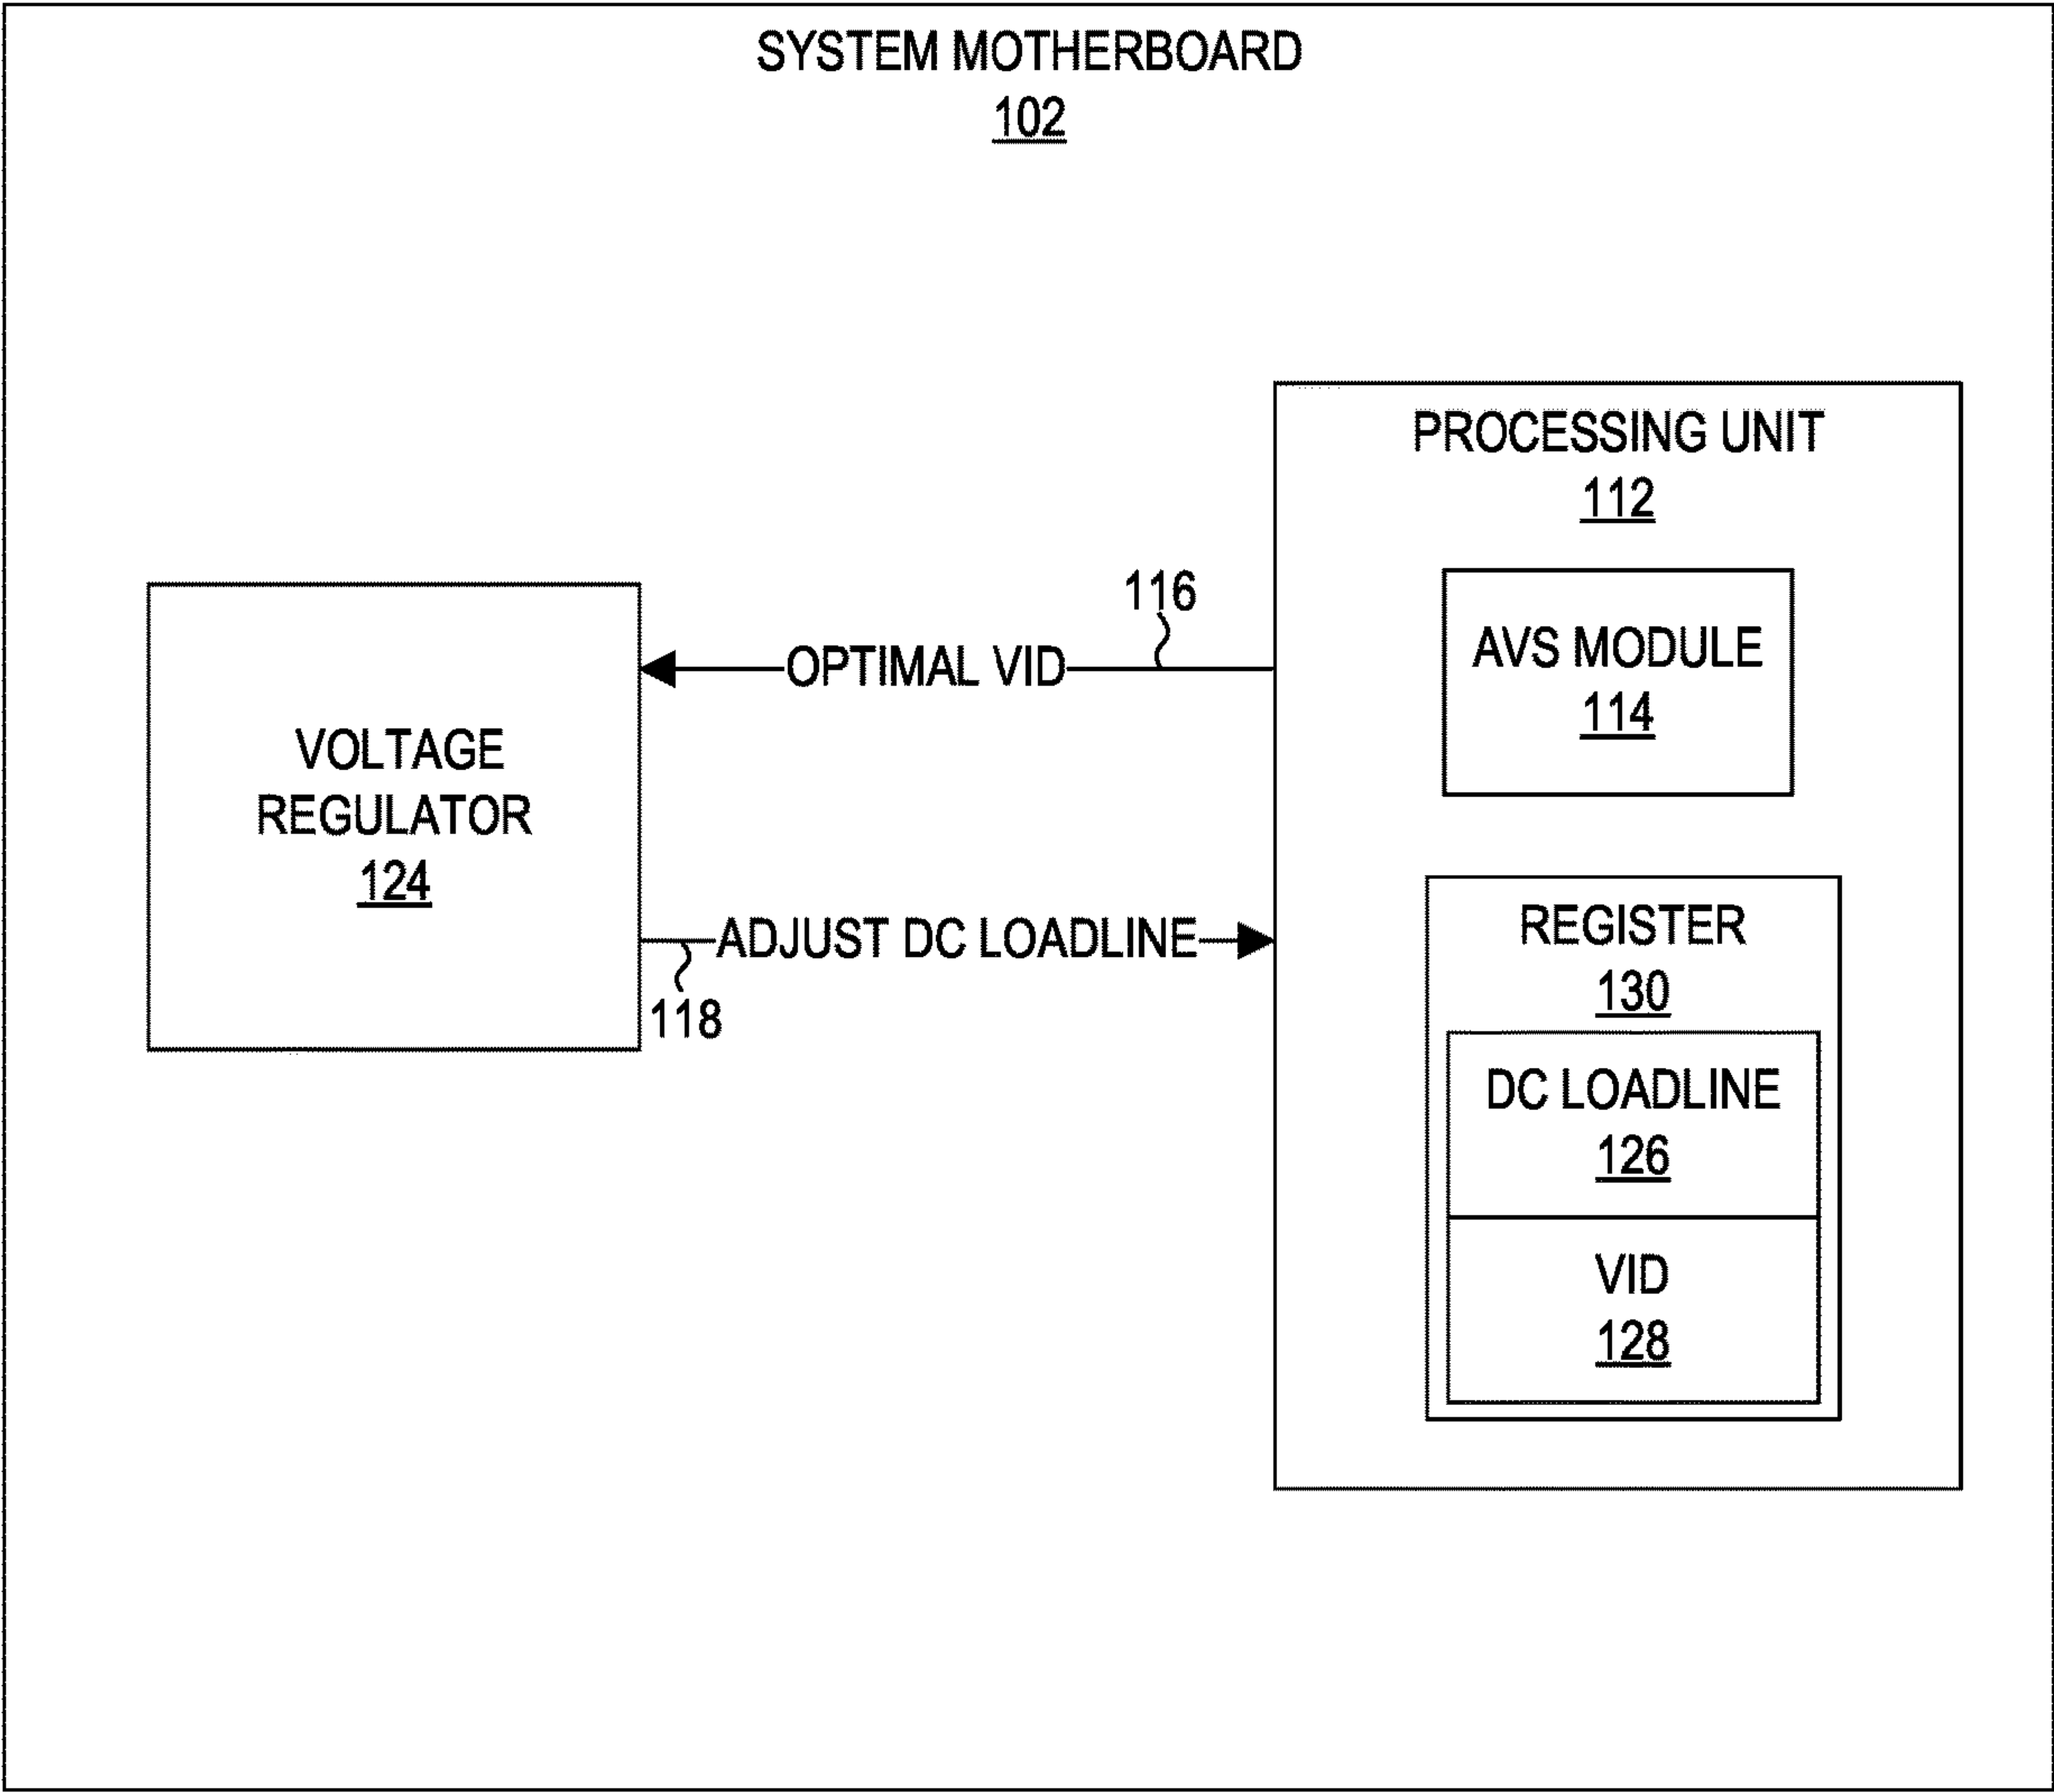 SYSTEM MOTHERBOARD
102
PROCESSING UNIT
112
116
OPTIMAL VID
AVS MODULE
114
VOLTAGE
REGULATOR
124
ADJUST DC LOADLINE
118
REGISTER
130
DC LOADLINE
126
VID
128